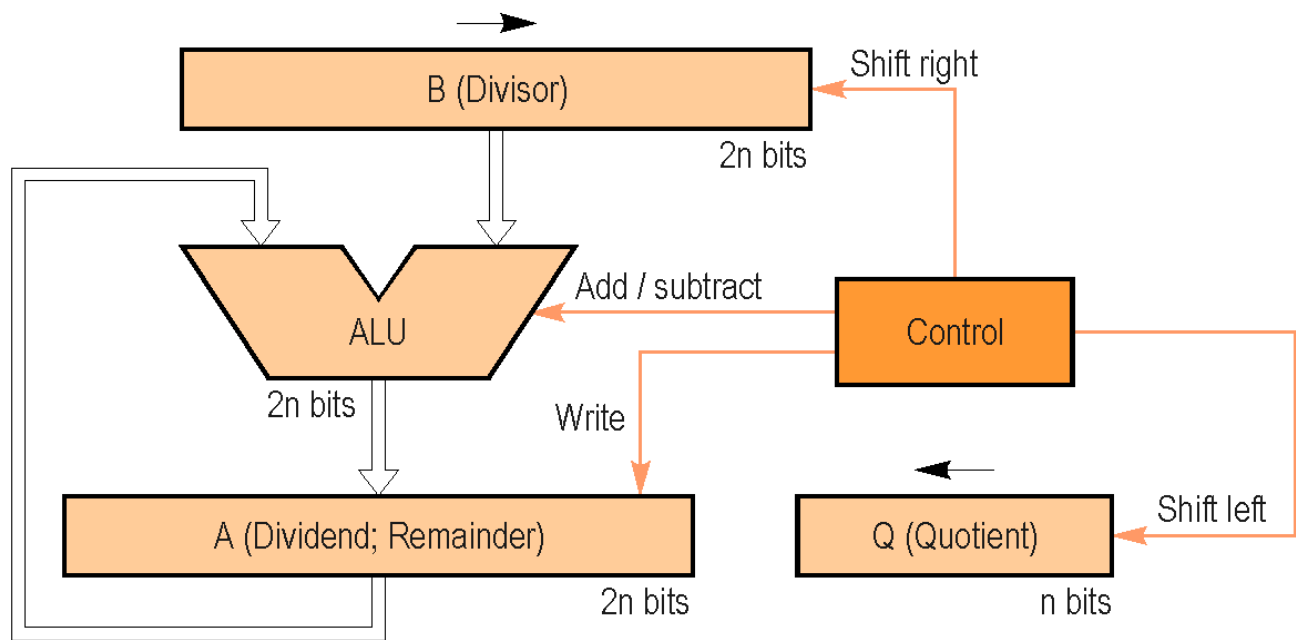 Shift right
B (Divisor)
2n bits
Add / subtract
Control
ALU
2n bits
Write
A (Dividend; Remainder)
Q (Quotient)
Shift left
2n bits
n bits